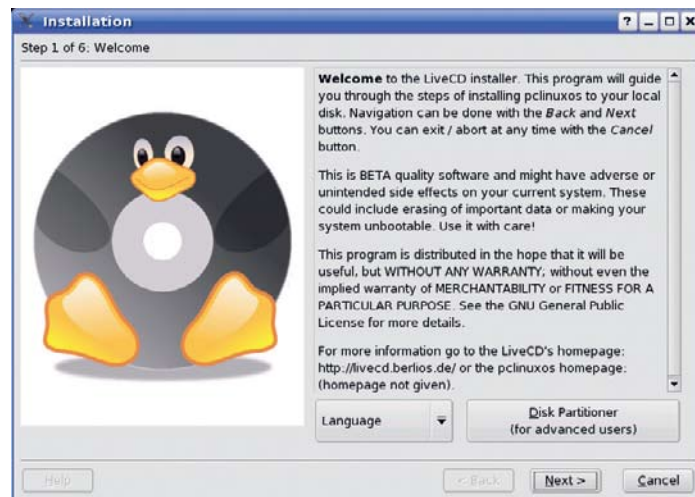 Installation
Step 1 of 6: Welcome
Welcome to the LiveCD installer. This program will guide
you through the steps of installing pclinuxos to your local
disk. Navigation can be done with the Back and Next
buttons. You can exit / abort at any time with the Cancel
button.
This is BETA quality software and might have adverse or
unintended side effects on your current system. These
could include erasing of important data or making your
system unbootable. Use it with care!
This program is distributed in the hope that it will be
useful, but WITHOUT ANY WARRANTY; without even the
implied warranty of MERCHANTABILITY or FITNESS FOR A
PARTICULAR PURPOSE. See the GNU General Public
License for more details.
For more information go to the LiveCD's homepage:
http://livecd.berlios.de/ or the pclinuxos homepage:
(homepage not given).
Language
Disk Partitioner
(for advanced users)
Help
< Back
Next >
Cancel